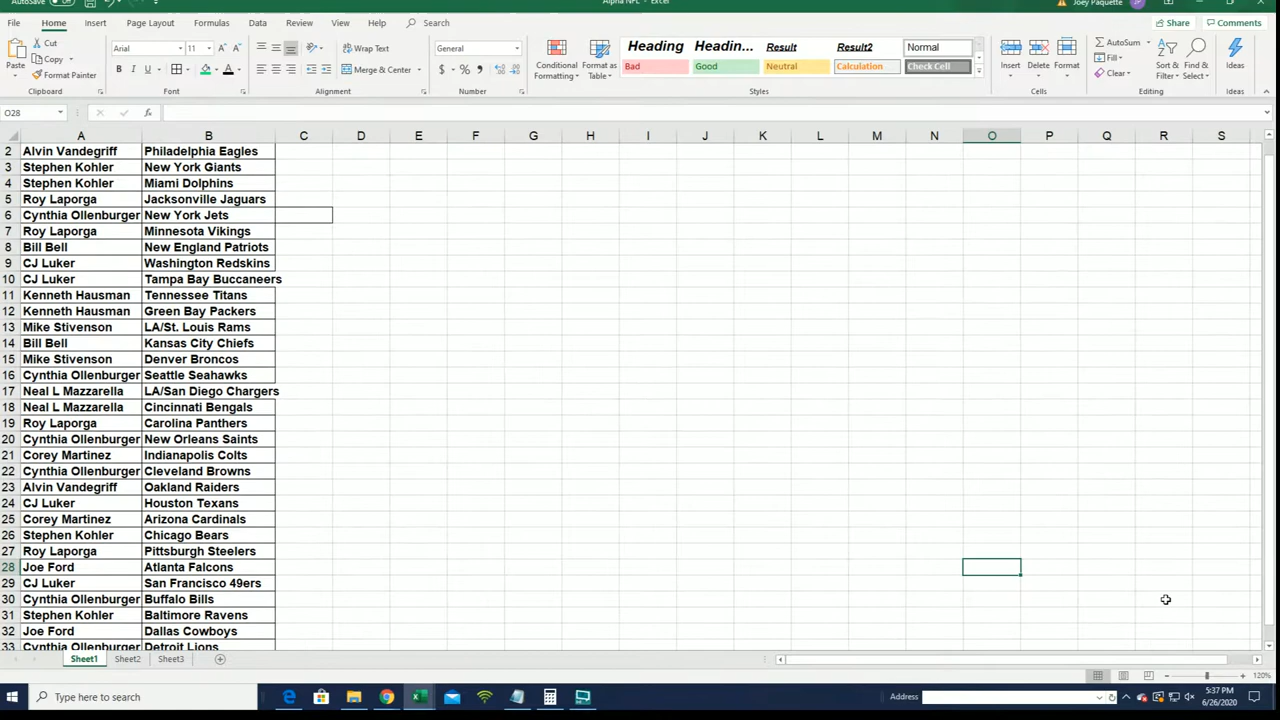 AutoSave Off
Alpha NFL - Excel
Joey Paquette JP
File Home Insert Page Layout Formulas Data Review View Help Search Share Comments
Paste Cut Copy Format Painter Clipboard
Arial 11 B I U A Font
Wrap Text Merge & Center Alignment
General $ % Number
Conditional Formatting Format as Table
Heading Headin... Result Result2 Normal
Bad Good Neutral Calculation Check Cell
Styles
Insert Delete Format Cells
AutoSum Fill Clear Sort & Filter Find & Select Editing
Ideas Ideas
O28 fx
A B C D E F G H I J K L M N O P Q R S
2 Alvin Vandegriff Philadelphia Eagles
3 Stephen Kohler New York Giants
4 Stephen Kohler Miami Dolphins
5 Roy Laporga Jacksonville Jaguars
6 Cynthia Ollenburger New York Jets
7 Roy Laporga Minnesota Vikings
8 Bill Bell New England Patriots
9 CJ Luker Washington Redskins
10 CJ Luker Tampa Bay Buccaneers
11 Kenneth Hausman Tennessee Titans
12 Kenneth Hausman Green Bay Packers
13 Mike Stivenson LA/St. Louis Rams
14 Bill Bell Kansas City Chiefs
15 Mike Stivenson Denver Broncos
16 Cynthia Ollenburger Seattle Seahawks
17 Neal L Mazzarella LA/San Diego Chargers
18 Neal L Mazzarella Cincinnati Bengals
19 Roy Laporga Carolina Panthers
20 Cynthia Ollenburger New Orleans Saints
21 Corey Martinez Indianapolis Colts
22 Cynthia Ollenburger Cleveland Browns
23 Alvin Vandegriff Oakland Raiders
24 CJ Luker Houston Texans
25 Corey Martinez Arizona Cardinals
26 Stephen Kohler Chicago Bears
27 Roy Laporga Pittsburgh Steelers
28 Joe Ford Atlanta Falcons
29 CJ Luker San Francisco 49ers
30 Cynthia Ollenburger Buffalo Bills
31 Stephen Kohler Baltimore Ravens
32 Joe Ford Dallas Cowboys
33 Cynthia Ollenburger Detroit Lions
Sheet1 Sheet2 Sheet3
120%
Type here to search
Address
5:37 PM
6/26/2020